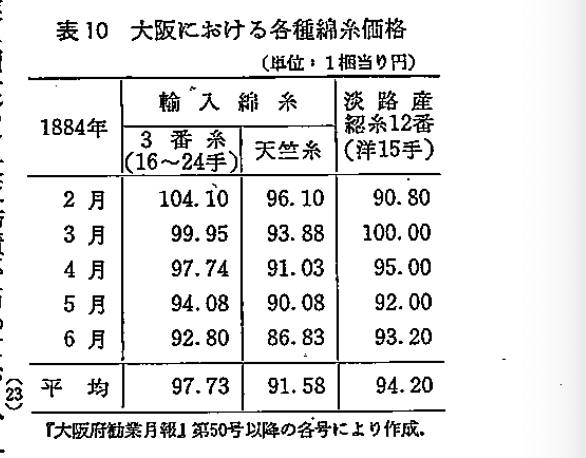 表10 大阪における各種綿糸価格
(単位：1梱当り円)
1884年 輸入綿糸 淡路産綛糸12番(洋15手)
3番糸(16～24手) 天竺糸
2月 104.10 96.10 90.80
3月 99.95 93.88 100.00
4月 97.74 91.03 95.00
5月 94.08 90.08 92.00
6月 92.80 86.83 93.20
平均 97.73 91.58 94.20
『大阪府勧業月報』第50号以降の各号により作成.
(23)